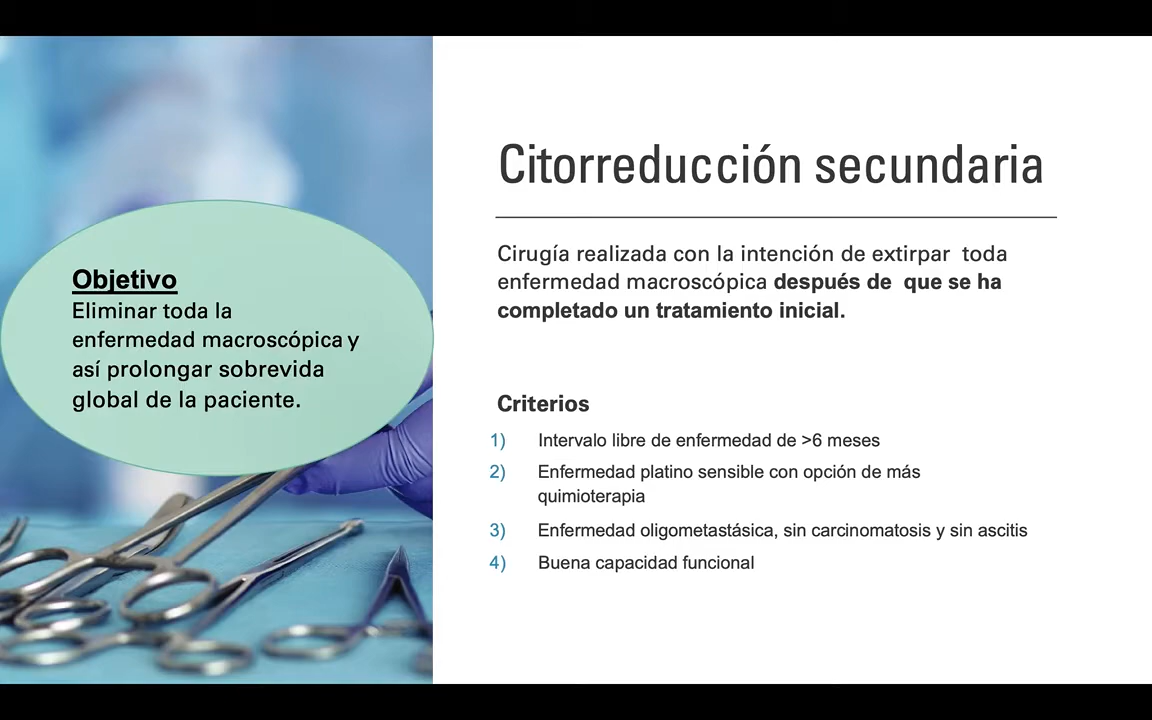 Citorreducción secundaria
Cirugía realizada con la intención de extirpar  toda
enfermedad macroscópica después de  que se ha
completado un tratamiento inicial.
Objetivo
Eliminar toda la
enfermedad macroscópica y
así prolongar sobrevida
global de la paciente.
Criterios
1) Intervalo libre de enfermedad de >6 meses
2) Enfermedad platino sensible con opción de más
quimioterapia
3) Enfermedad oligometastásica, sin carcinomatosis y sin ascitis
4) Buena capacidad funcional